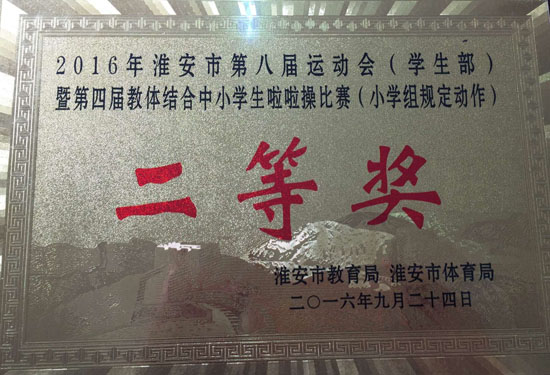 2016年淮安市第八届运动会（学生部）
暨第四届教体结合中小学生啦啦操比赛（小学组规定动作）
二等奖
淮安市教育局 淮安市体育局
二〇一六年九月二十四日